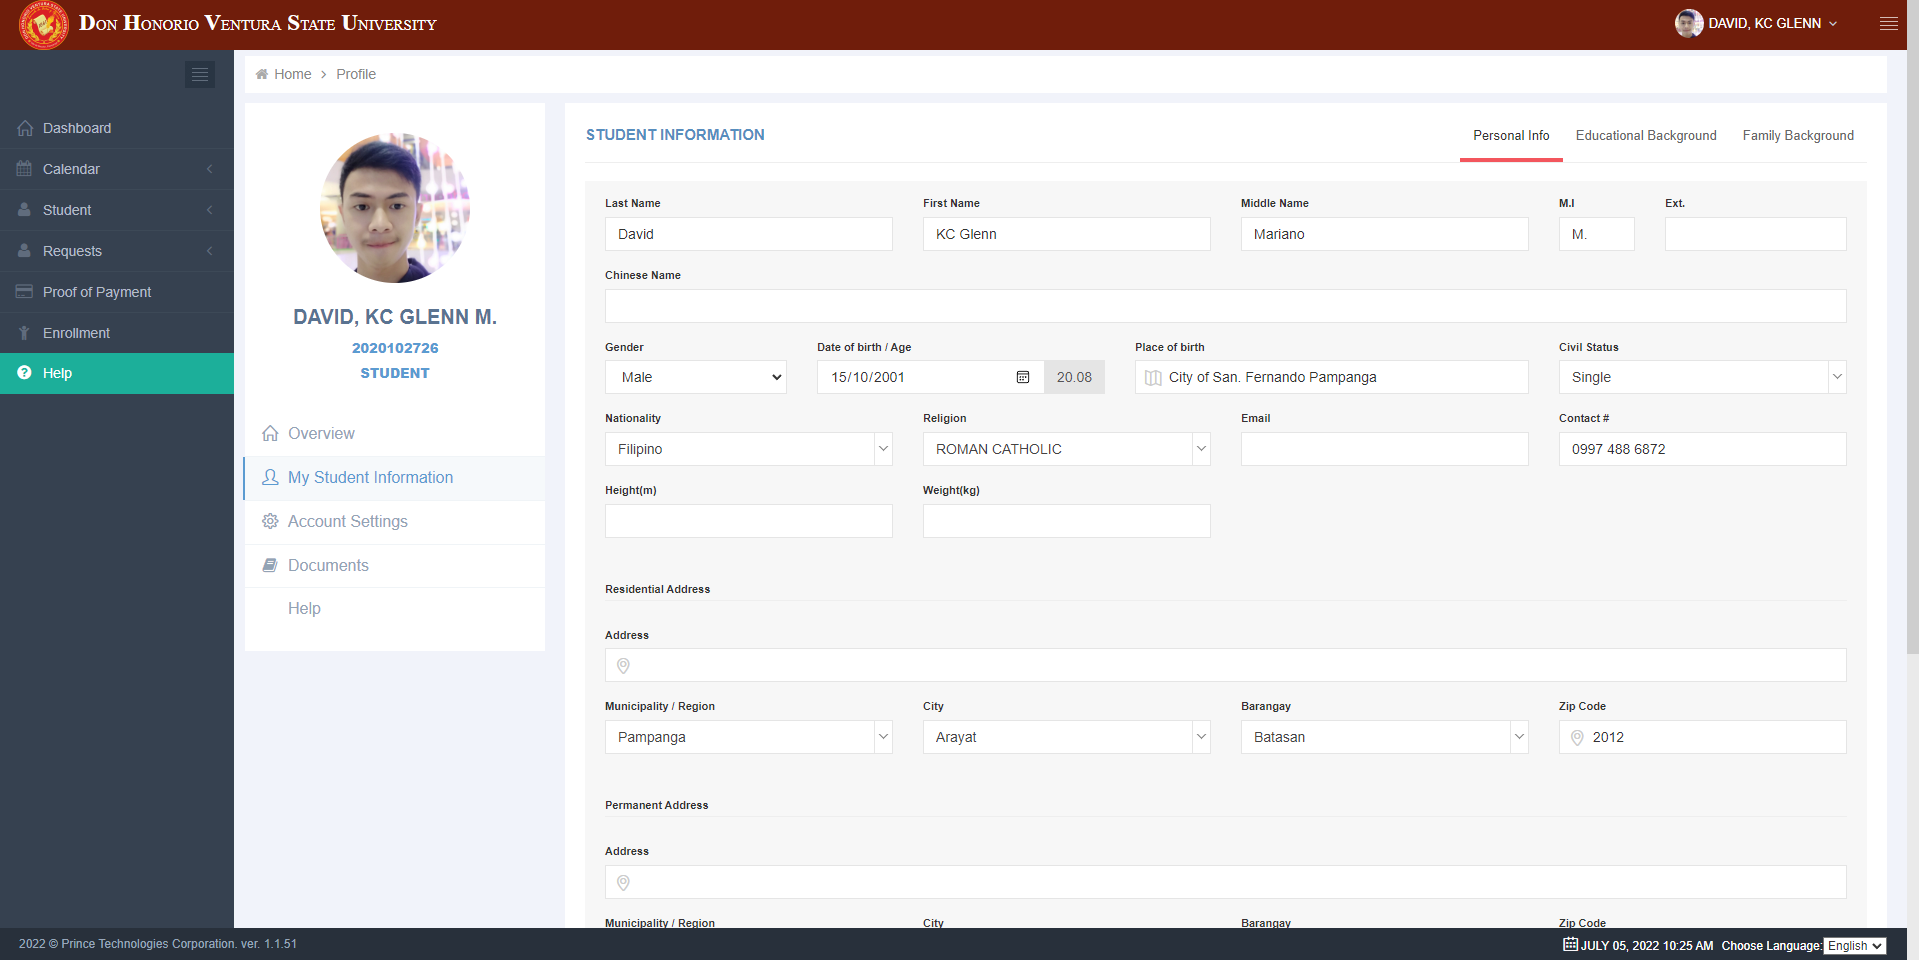 DON HONORIO VENTURA STATE UNIVERSITY
DAVID, KC GLENN
Home > Profile
Dashboard
Calendar
Student
Requests
Proof of Payment
Enrollment
Help
DAVID, KC GLENN M.
2020102726
STUDENT
Overview
My Student Information
Account Settings
Documents
Help
STUDENT INFORMATION
Personal Info Educational Background Family Background
Last Name First Name Middle Name M.I Ext.
David KC Glenn Mariano M.
Chinese Name
Gender Date of birth / Age Place of birth Civil Status
Male 15/10/2001 20.08 City of San. Fernando Pampanga Single
Nationality Religion Email Contact #
Filipino ROMAN CATHOLIC 0997 488 6872
Height(m) Weight(kg)
Residential Address
Address
Municipality / Region City Barangay Zip Code
Pampanga Arayat Batasan 2012
Permanent Address
Address
Municipality / Region City Barangay Zip Code
2022 © Prince Technologies Corporation. ver. 1.1.51
JULY 05, 2022 10:25 AM Choose Language: English